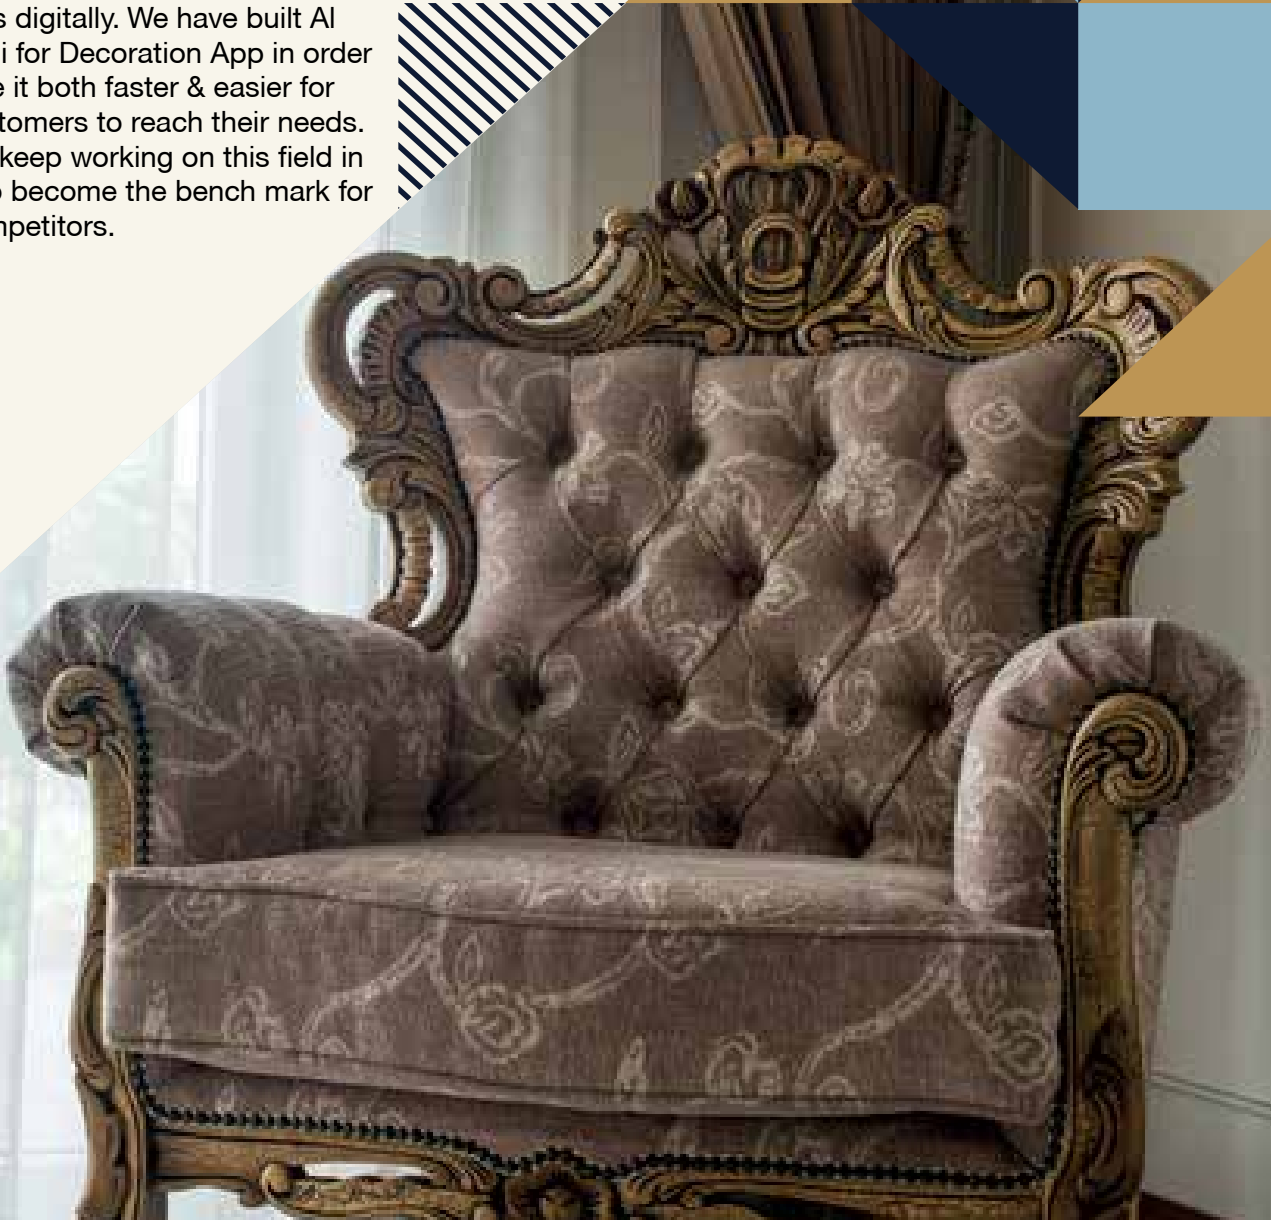 s digitally. We have built Al
i for Decoration App in order
e it both faster & easier for
tomers to reach their needs.
keep working on this field in
o become the bench mark for
npetitors.